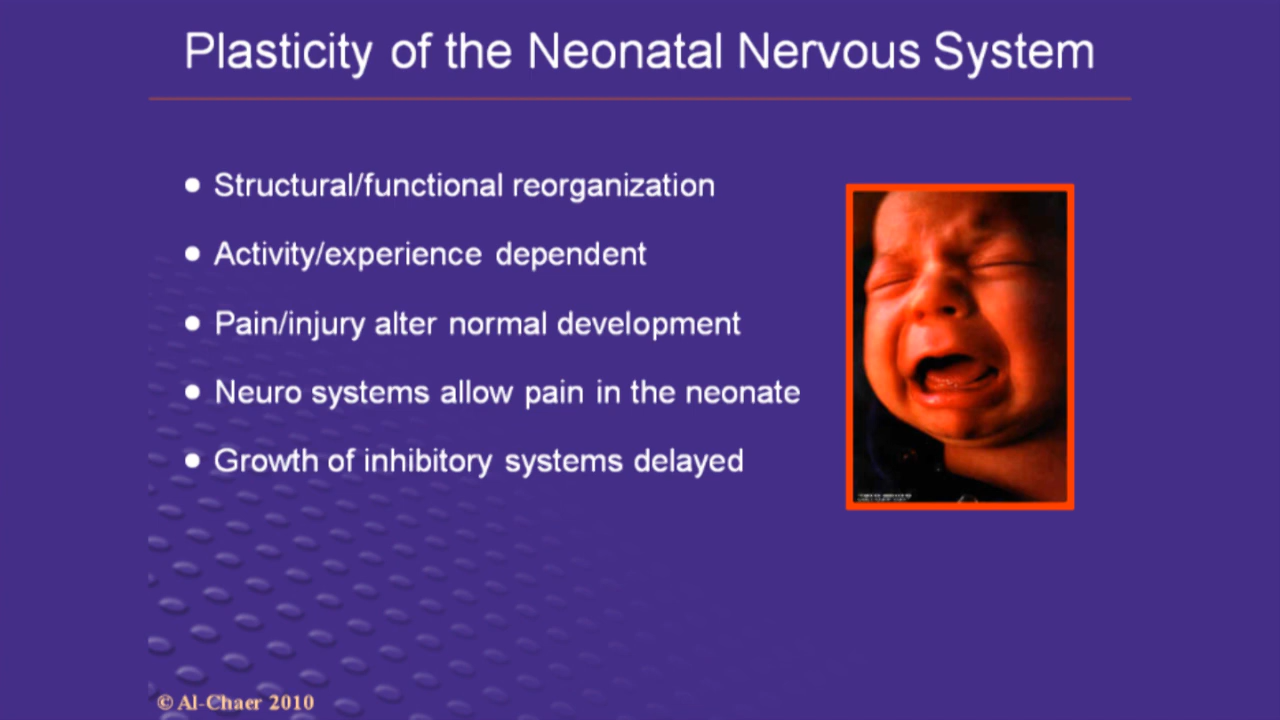 Plasticity of the Neonatal Nervous System
• Structural/functional reorganization
• Activity/experience dependent
• Pain/injury alter normal development
• Neuro systems allow pain in the neonate
• Growth of inhibitory systems delayed
© Al-Chaer 2010